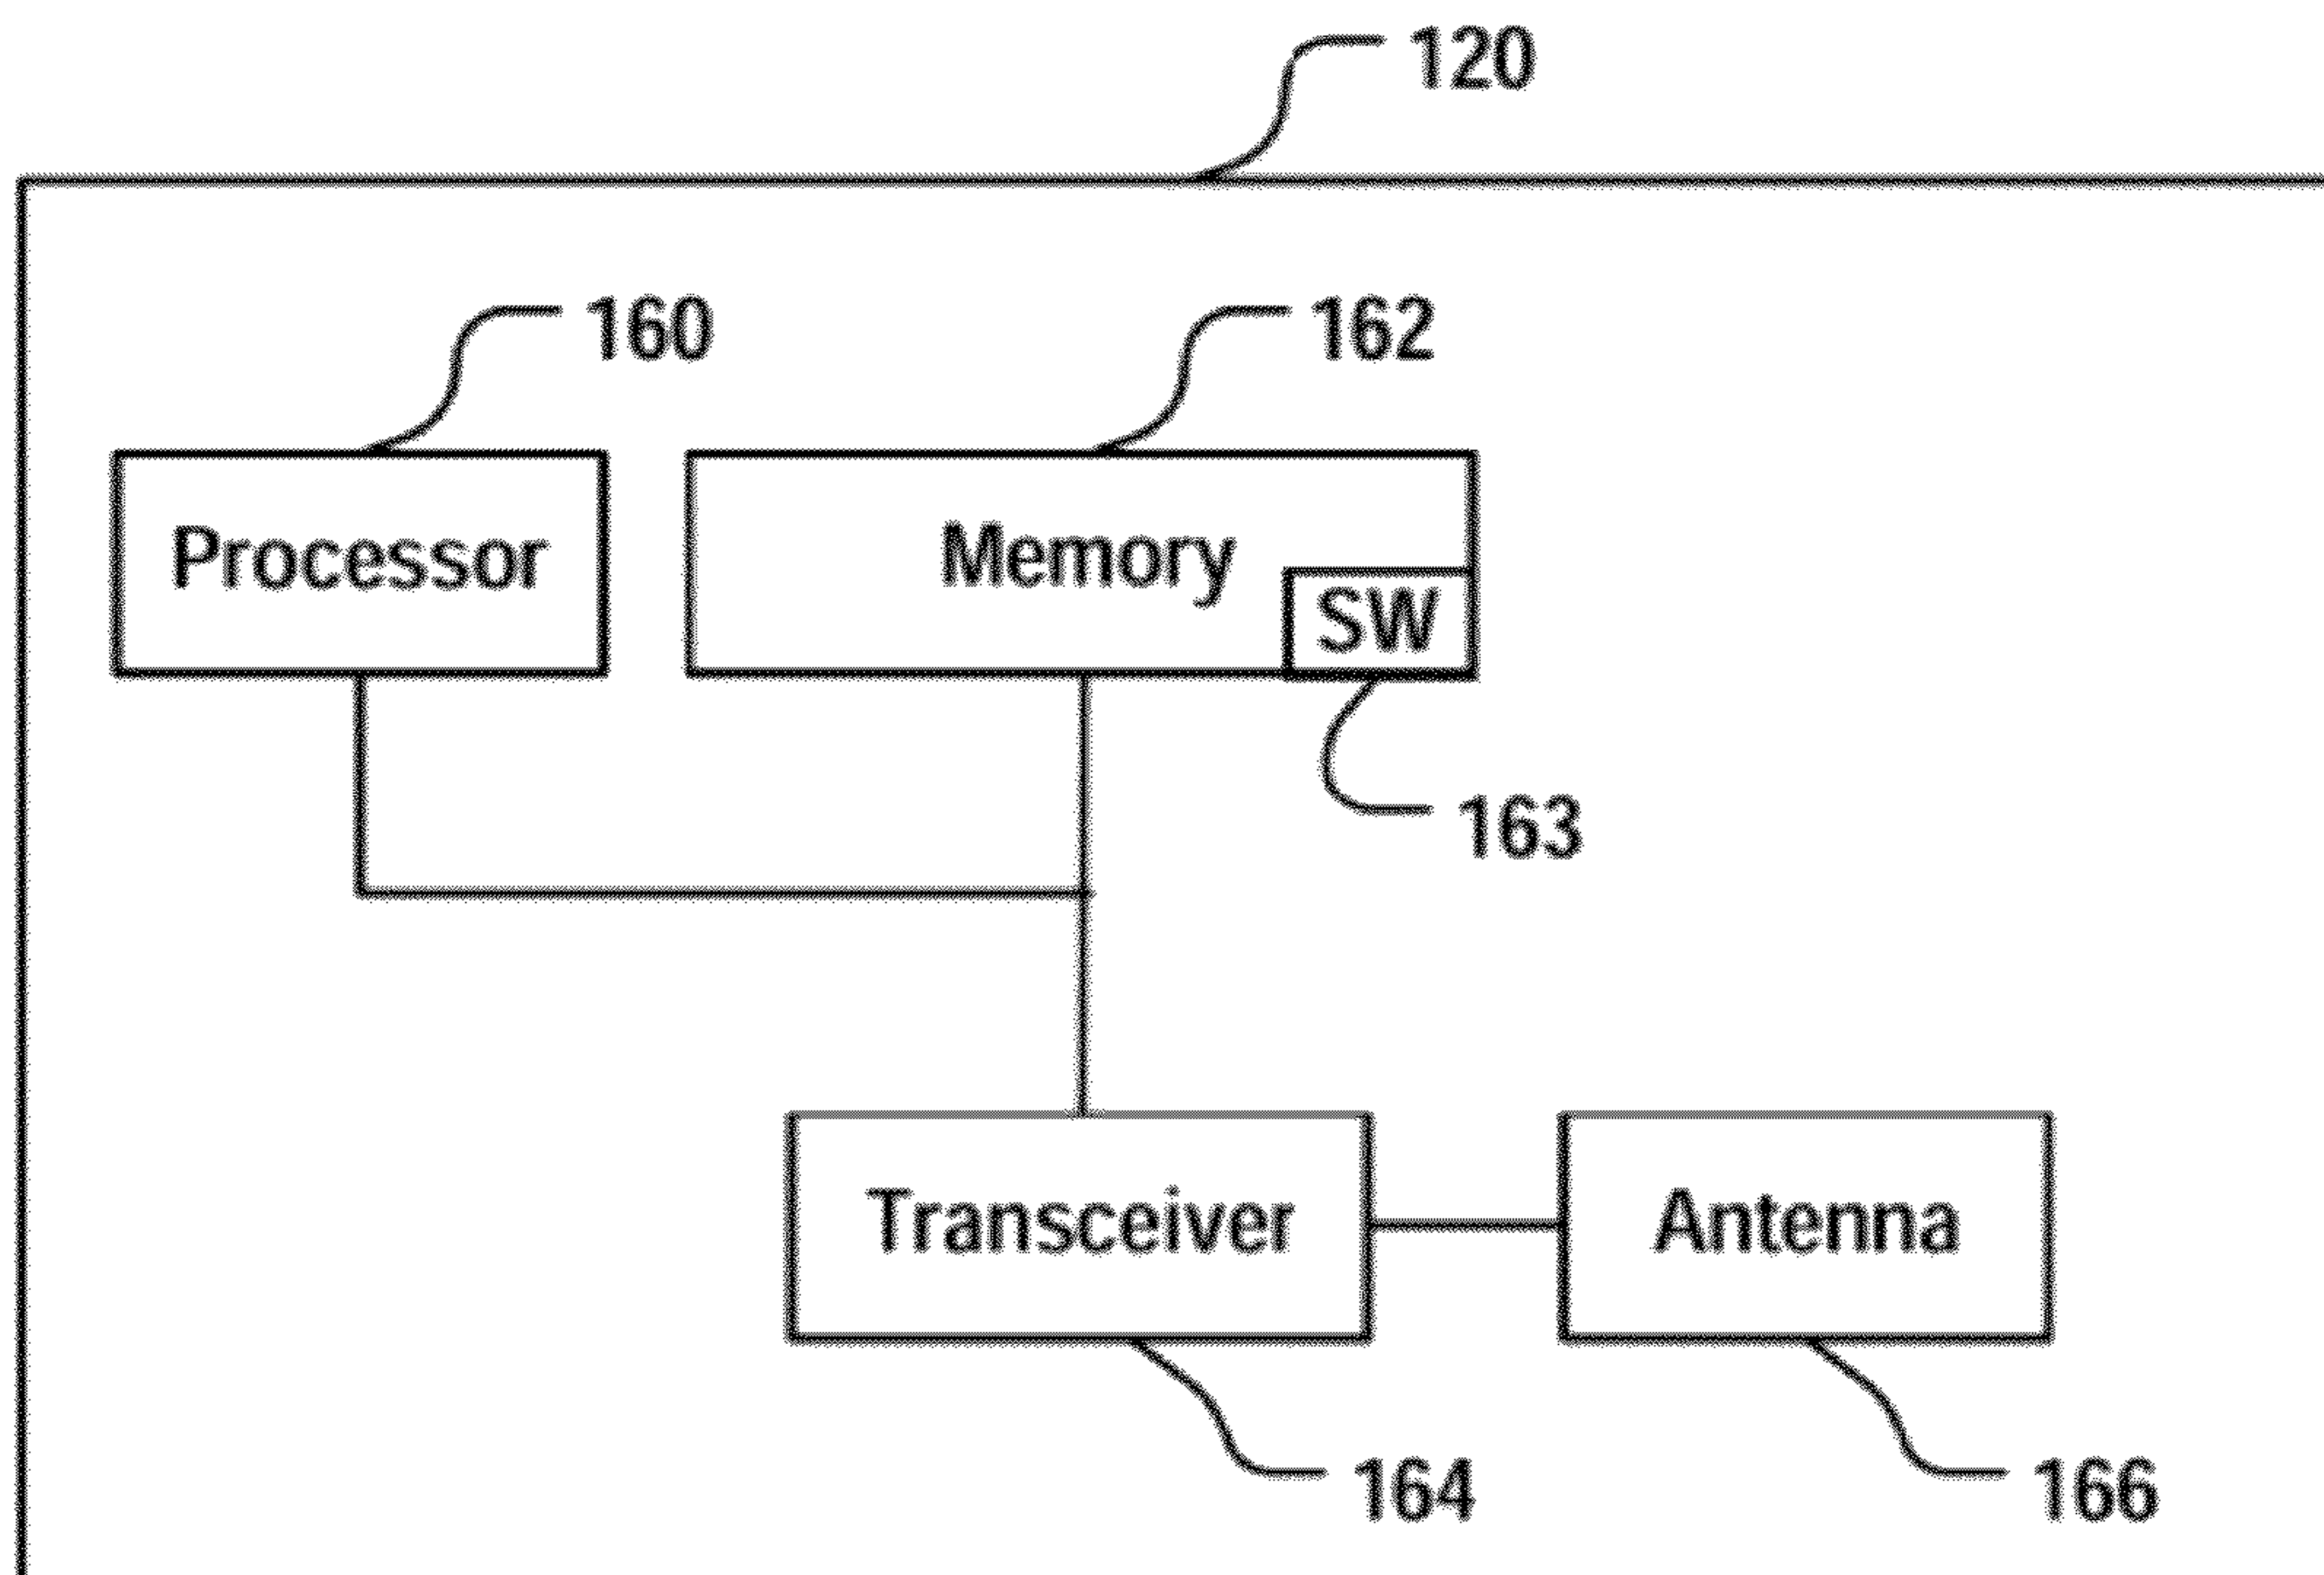 120
160
162
Processor
Memory
SW
163
Transceiver
Antenna
164
166